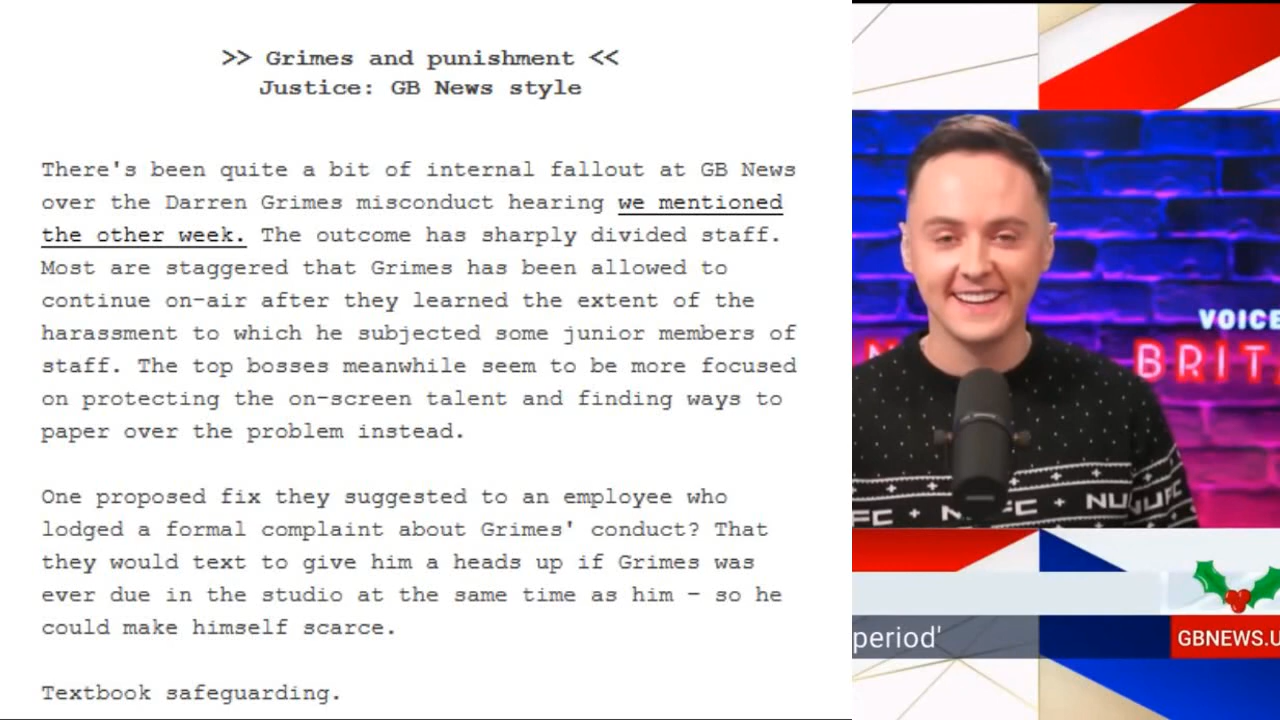 >> Grimes and punishment <<
Justice: GB News style
There's been quite a bit of internal fallout at GB News
over the Darren Grimes misconduct hearing we mentioned
the other week. The outcome has sharply divided staff.
Most are staggered that Grimes has been allowed to
continue on-air after they learned the extent of the
harassment to which he subjected some junior members of
staff. The top bosses meanwhile seem to be more focused
on protecting the on-screen talent and finding ways to
paper over the problem instead.
One proposed fix they suggested to an employee who
lodged a formal complaint about Grimes' conduct? That
they would text to give him a heads up if Grimes was
ever due in the studio at the same time as him – so he
could make himself scarce.
Textbook safeguarding.
VOICE
BRITA
FC + N FC + NU UFC
period'
GBNEWS.U